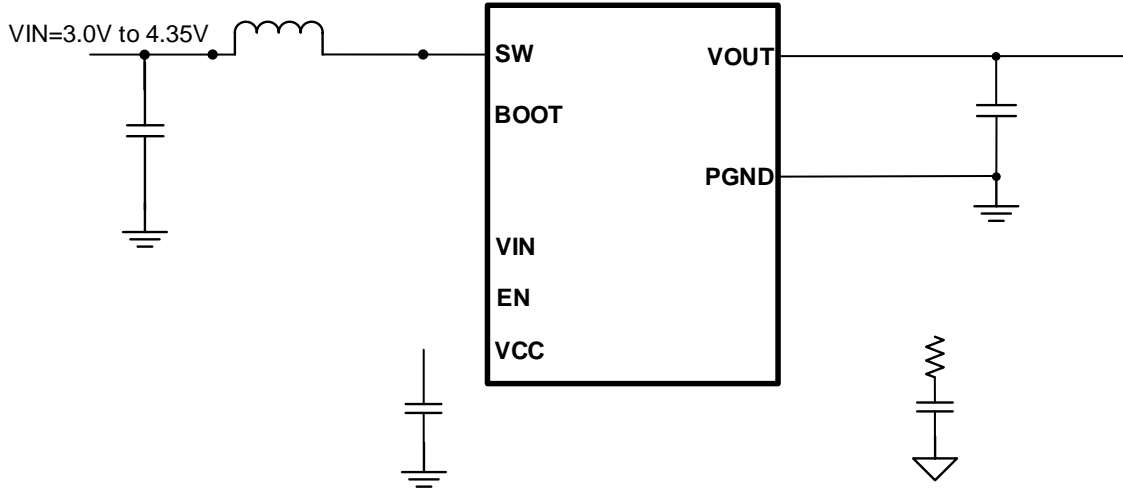 VIN=3.0V to 4.35V
SW
VOUT
BOOT
PGND
VIN
EN
VCC